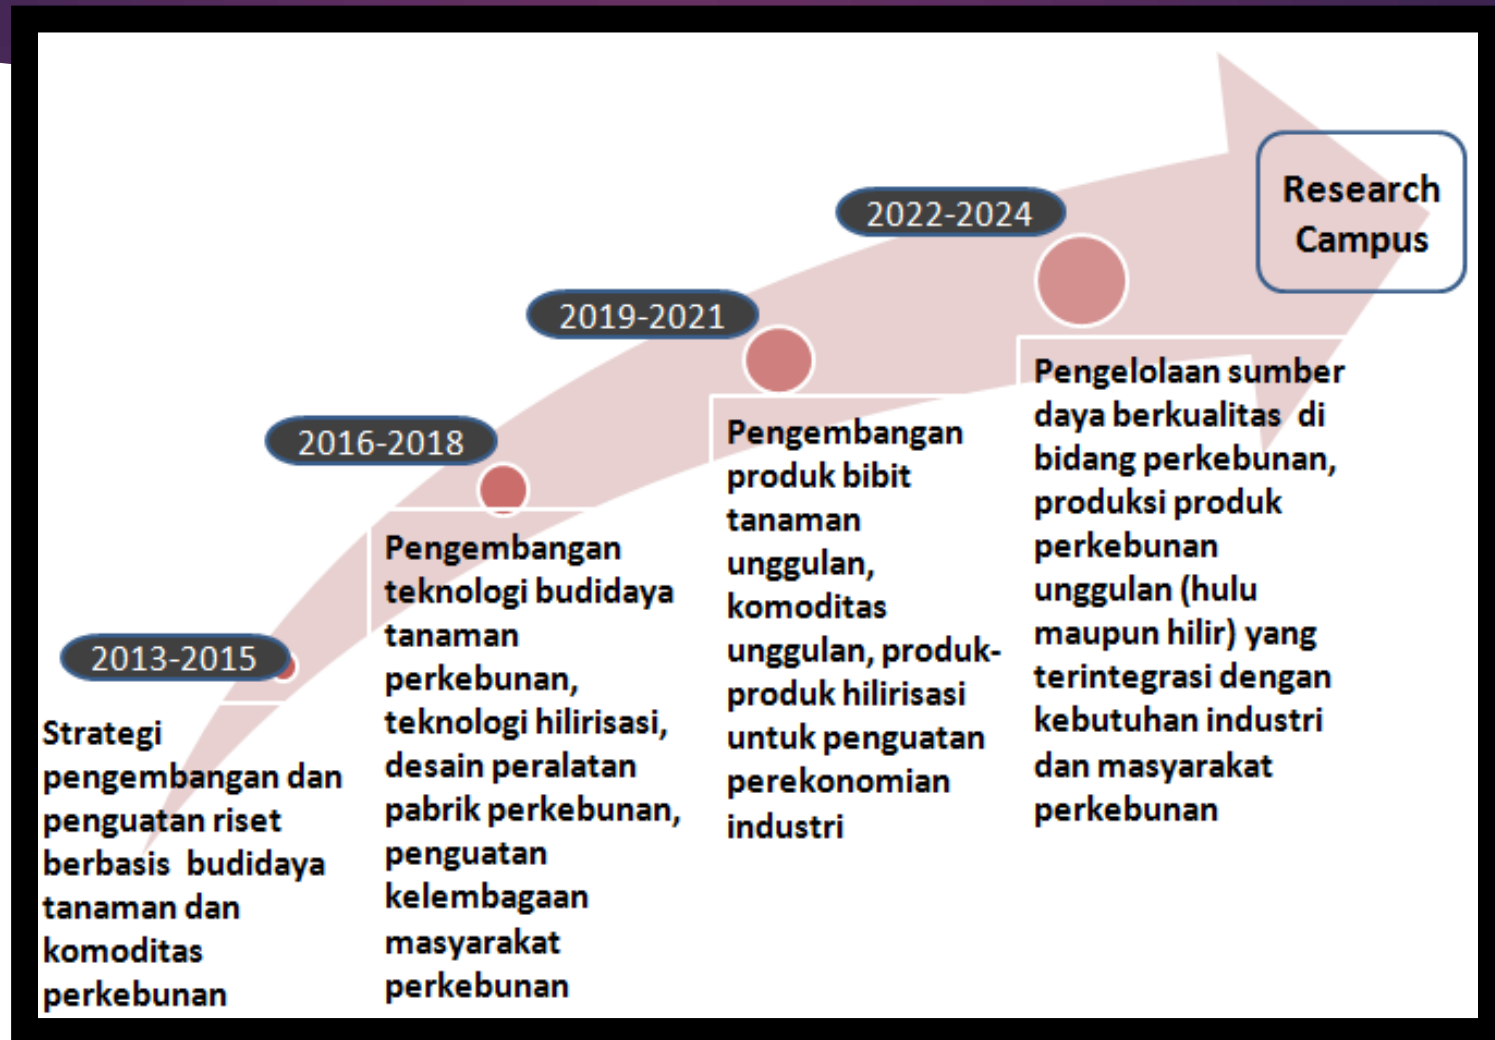 2013-2015
Strategi
pengembangan dan
penguatan riset
berbasis budidaya
tanaman dan
komoditas
perkebunan
2016-2018
Pengembangan
teknologi budidaya
tanaman
perkebunan,
teknologi hilirisasi,
desain peralatan
pabrik perkebunan,
penguatan
kelembagaan
masyarakat
perkebunan
2019-2021
Pengembangan
produk bibit
tanaman
unggulan,
komoditas
unggulan, produk-
produk hilirisasi
untuk penguatan
perekonomian
industri
2022-2024
Pengelolaan sumber
daya berkualitas di
bidang perkebunan,
produksi produk
perkebunan
unggulan (hulu
maupun hilir) yang
terintegrasi dengan
kebutuhan industri
dan masyarakat
perkebunan
Research
Campus